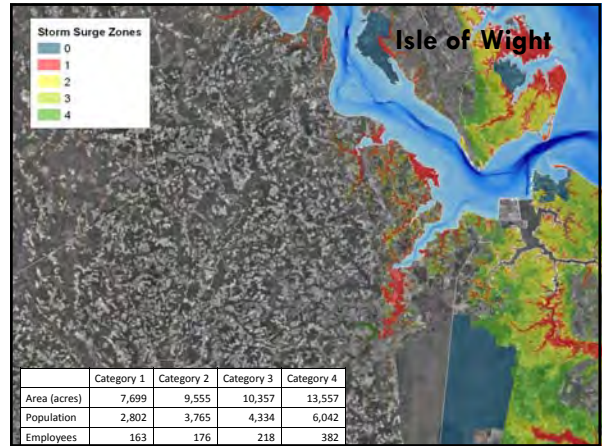 Isle of Wight
Storm Surge Zones
0
1
2
3
4
Category 1 Category 2 Category 3 Category 4
Area (acres) 7,699 9,555 10,357 13,557
Population 2,802 3,765 4,334 6,042
Employees 163 176 218 382